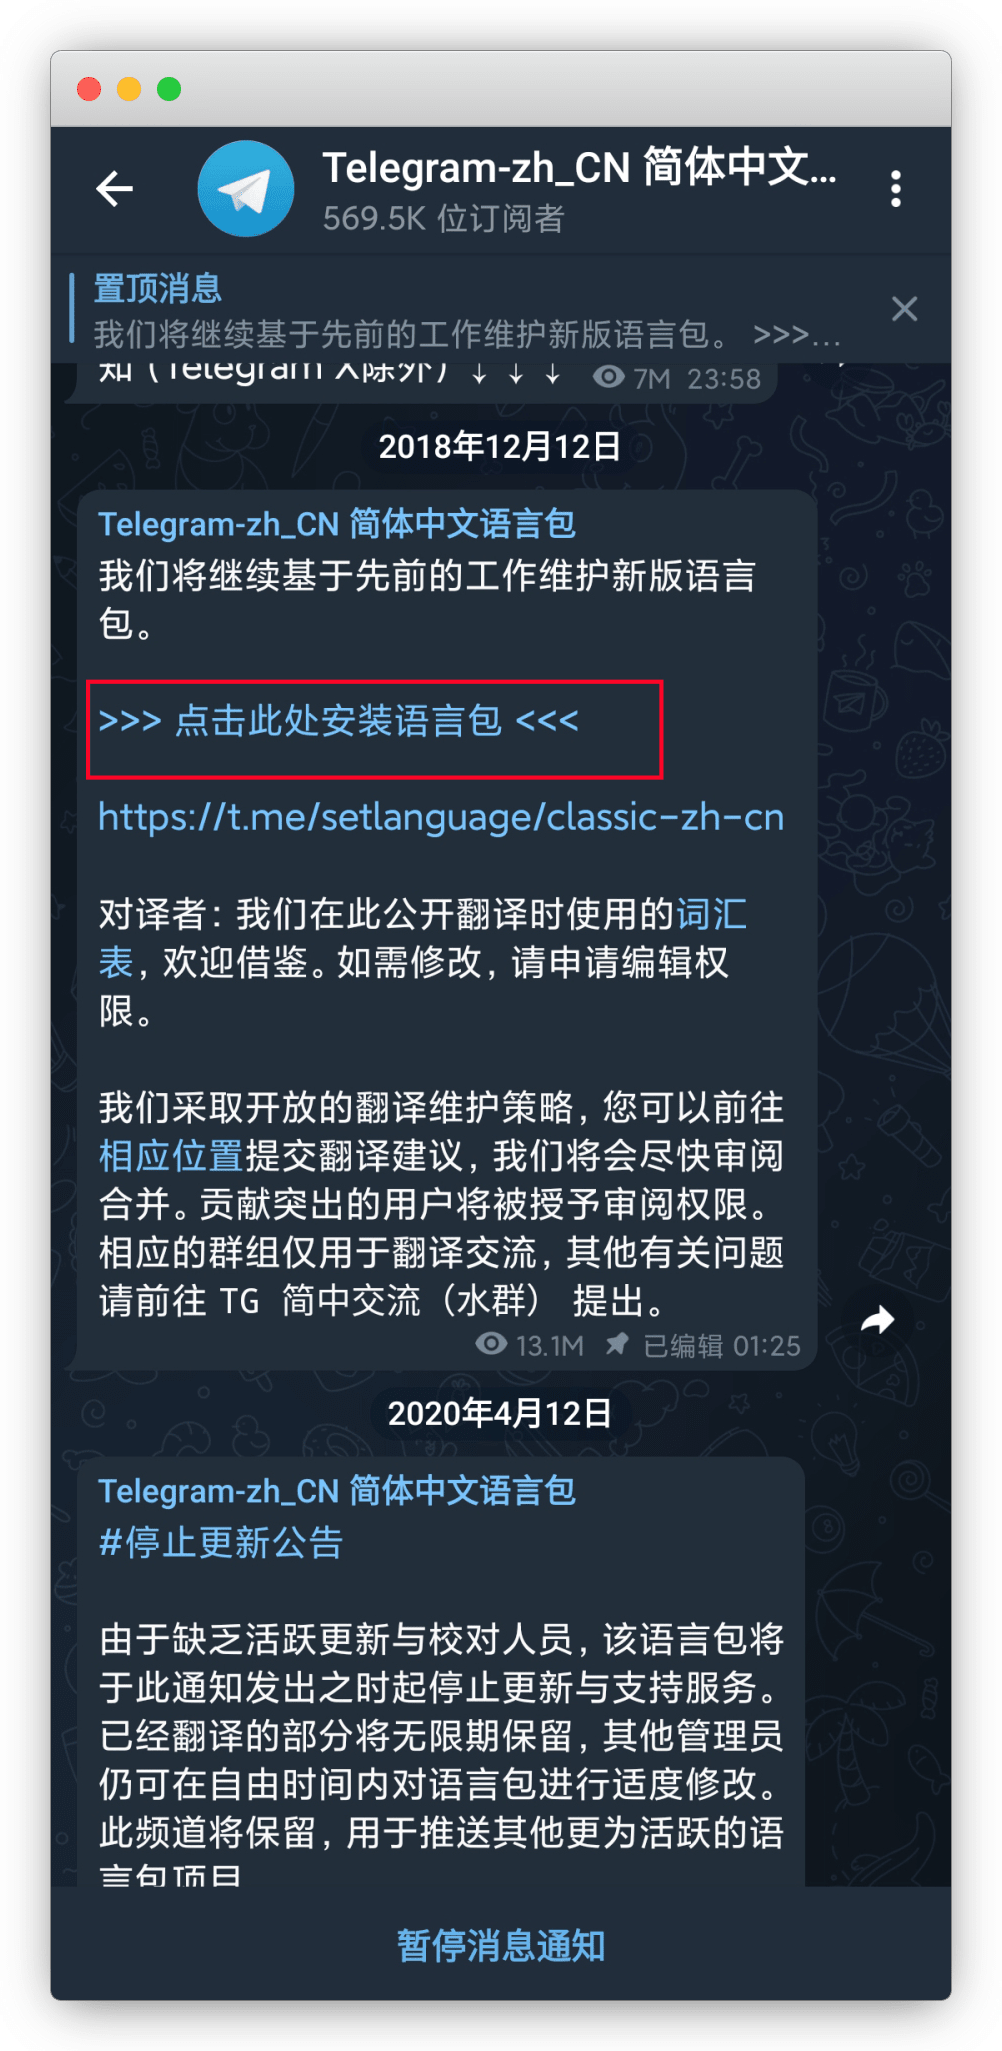 Telegram-zh_CN 简体中文...
569.5K 位订阅者
置顶消息
我们将继续基于先前的工作维护新版语言包。 >>>...
知（Telegram X除外）↓ ↓ ↓ 7M 23:58
2018年12月12日
Telegram-zh_CN 简体中文语言包
我们将继续基于先前的工作维护新版语言
包。
>>> 点击此处安装语言包 <<<
https://t.me/setlanguage/classic-zh-cn
对译者：我们在此公开翻译时使用的词汇
表，欢迎借鉴。如需修改，请申请编辑权
限。
我们采取开放的翻译维护策略，您可以前往
相应位置提交翻译建议，我们将会尽快审阅
合并。贡献突出的用户将被授予审阅权限。
相应的群组仅用于翻译交流，其他有关问题
请前往 TG 简中交流（水群） 提出。
13.1M 已编辑 01:25
2020年4月12日
Telegram-zh_CN 简体中文语言包
#停止更新公告
由于缺乏活跃更新与校对人员，该语言包将
于此通知发出之时起停止更新与支持服务。
已经翻译的部分将无限期保留，其他管理员
仍可在自由时间内对语言包进行适度修改。
此频道将保留，用于推送其他更为活跃的语
言包项目
暂停消息通知